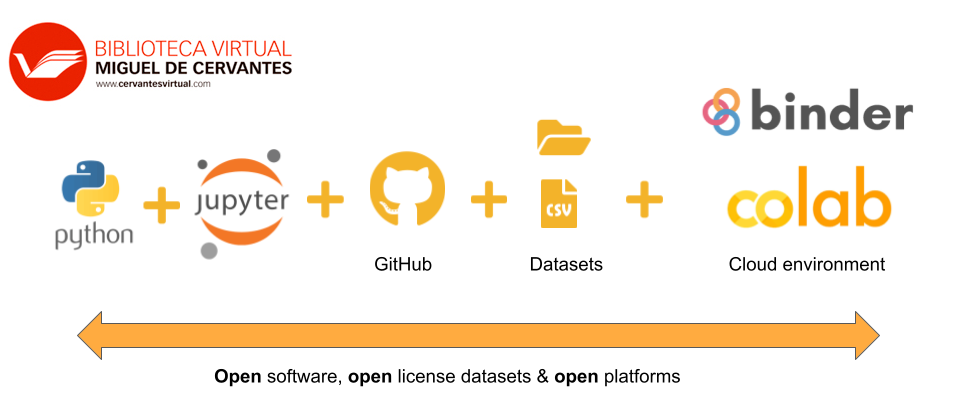 BIBLIOTECA VIRTUAL
MIGUEL DE CERVANTES
www.cervantesvirtual.com
binder
python
jupyter
CSV
colab
GitHub
Datasets
Cloud environment
Open software, open license datasets & open platforms